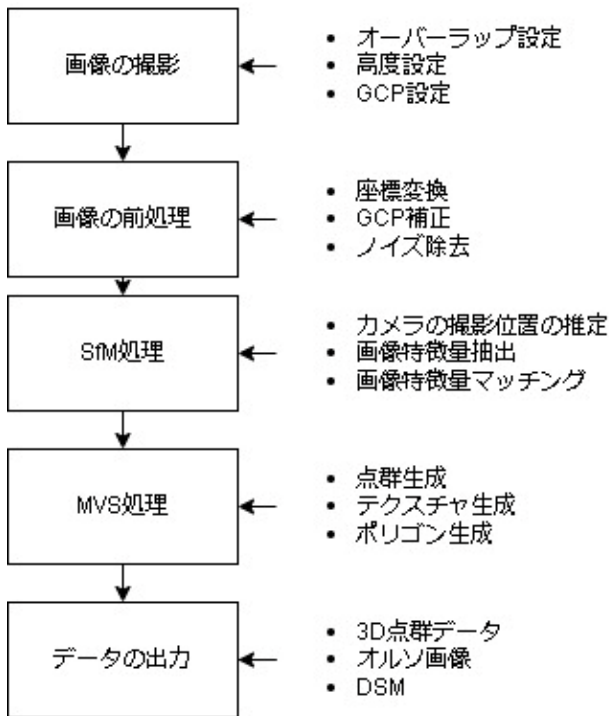 画像の撮影
・オーバーラップ設定
・高度設定
・GCP設定
画像の前処理
・座標変換
・GCP補正
・ノイズ除去
SfM処理
・カメラの撮影位置の推定
・画像特徴量抽出
・画像特徴量マッチング
MVS処理
・点群生成
・テクスチャ生成
・ポリゴン生成
データの出力
・3D点群データ
・オルソ画像
・DSM